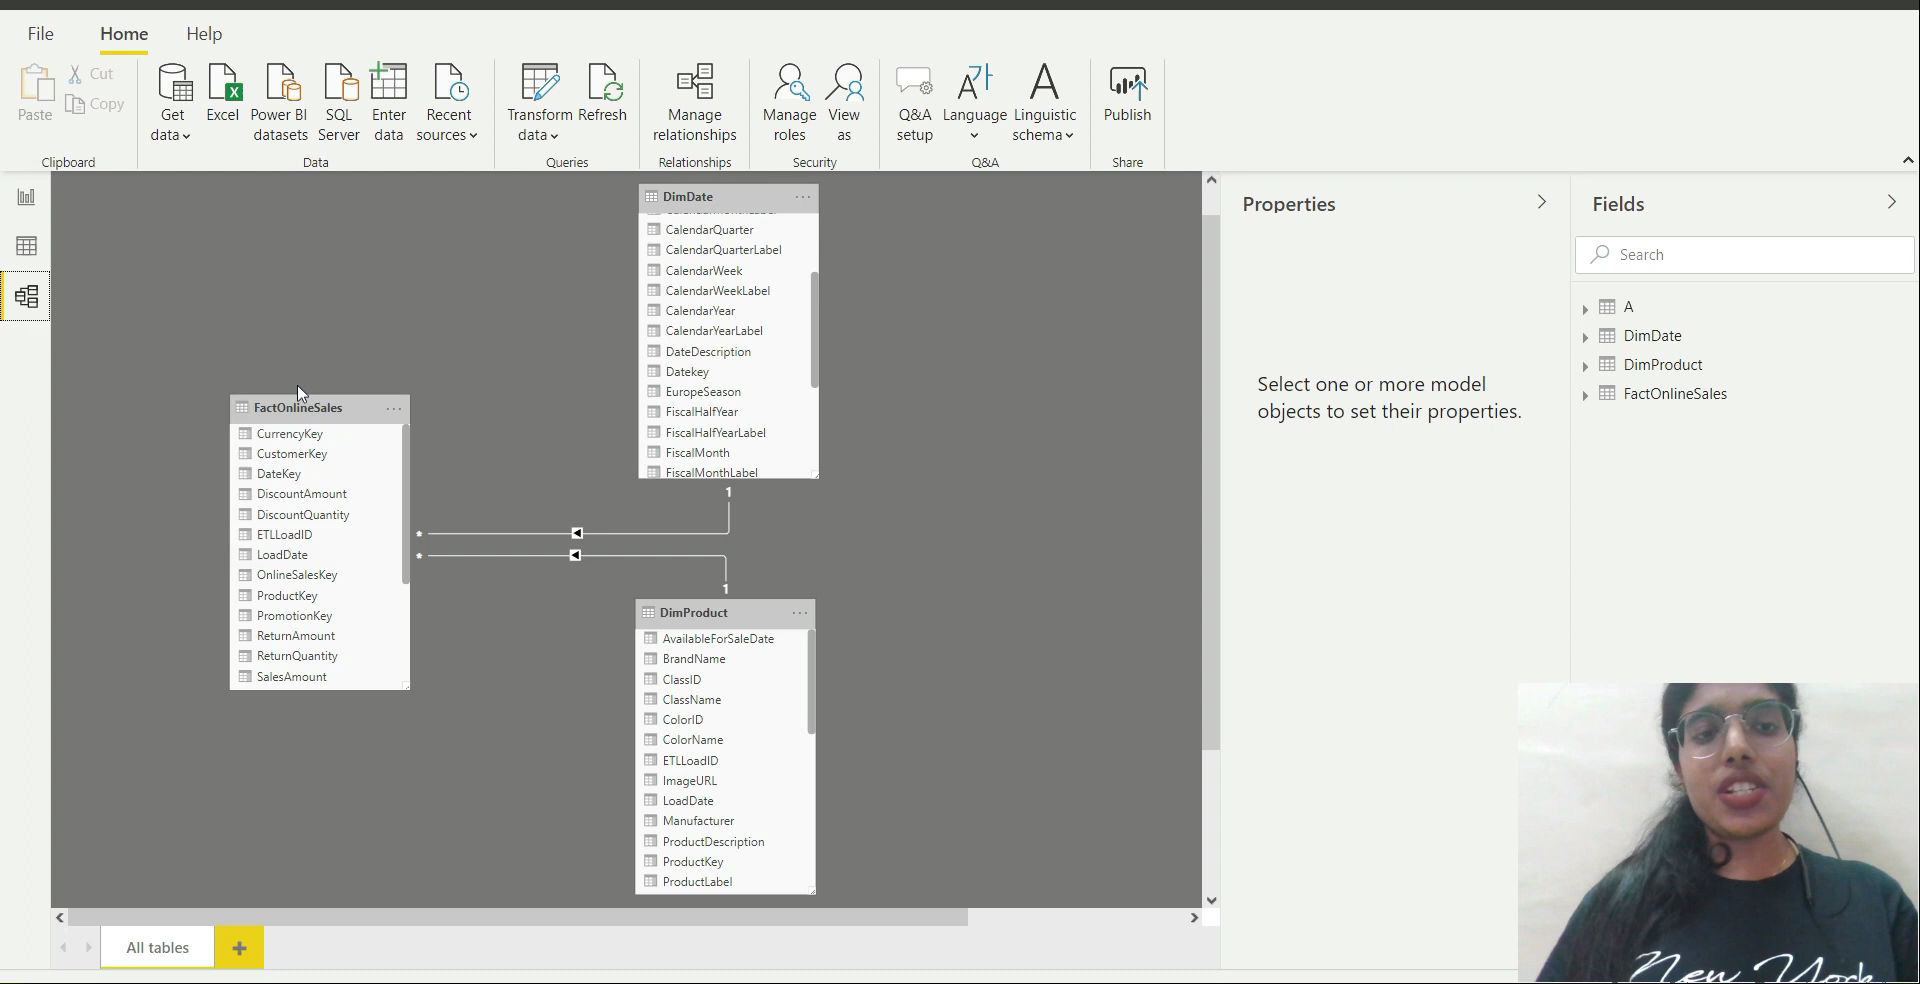 File
Home
Help
Paste
Cut
Copy
Get data
Excel
Power BI datasets
SQL Server
Enter data
Recent sources
Transform data
Refresh
Manage relationships
Manage roles
View as
Q&A setup
Language
Linguistic schema
Publish
Clipboard
Data
Queries
Relationships
Security
Q&A
Share
DimDate
CalendarQuarter
CalendarQuarterLabel
CalendarWeek
CalendarWeekLabel
CalendarYear
CalendarYearLabel
DateDescription
Datekey
EuropeSeason
FiscalHalfYear
FiscalHalfYearLabel
FiscalMonth
FiscalMonthLabel
FactOnlineSales
CurrencyKey
CustomerKey
DateKey
DiscountAmount
DiscountQuantity
ETLLoadID
LoadDate
OnlineSalesKey
ProductKey
PromotionKey
ReturnAmount
ReturnQuantity
SalesAmount
1
*
*
1
DimProduct
AvailableForSaleDate
BrandName
ClassID
ClassName
ColorID
ColorName
ETLLoadID
ImageURL
LoadDate
Manufacturer
ProductDescription
ProductKey
ProductLabel
All tables
Properties
Select one or more model
objects to set their properties.
Fields
Search
A
DimDate
DimProduct
FactOnlineSales
New York